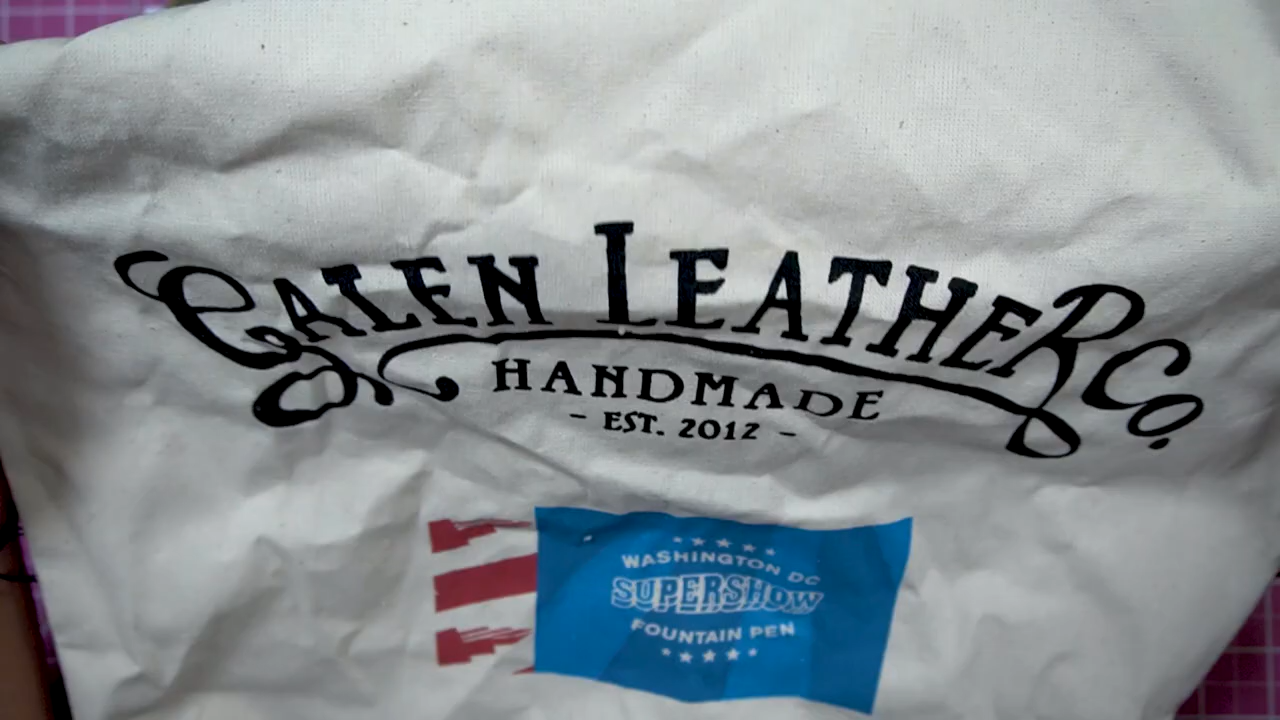 GALEN LEATHER Co.
HANDMADE
- EST. 2012 -
WASHINGTON DC
SUPERSHOW
FOUNTAIN PEN